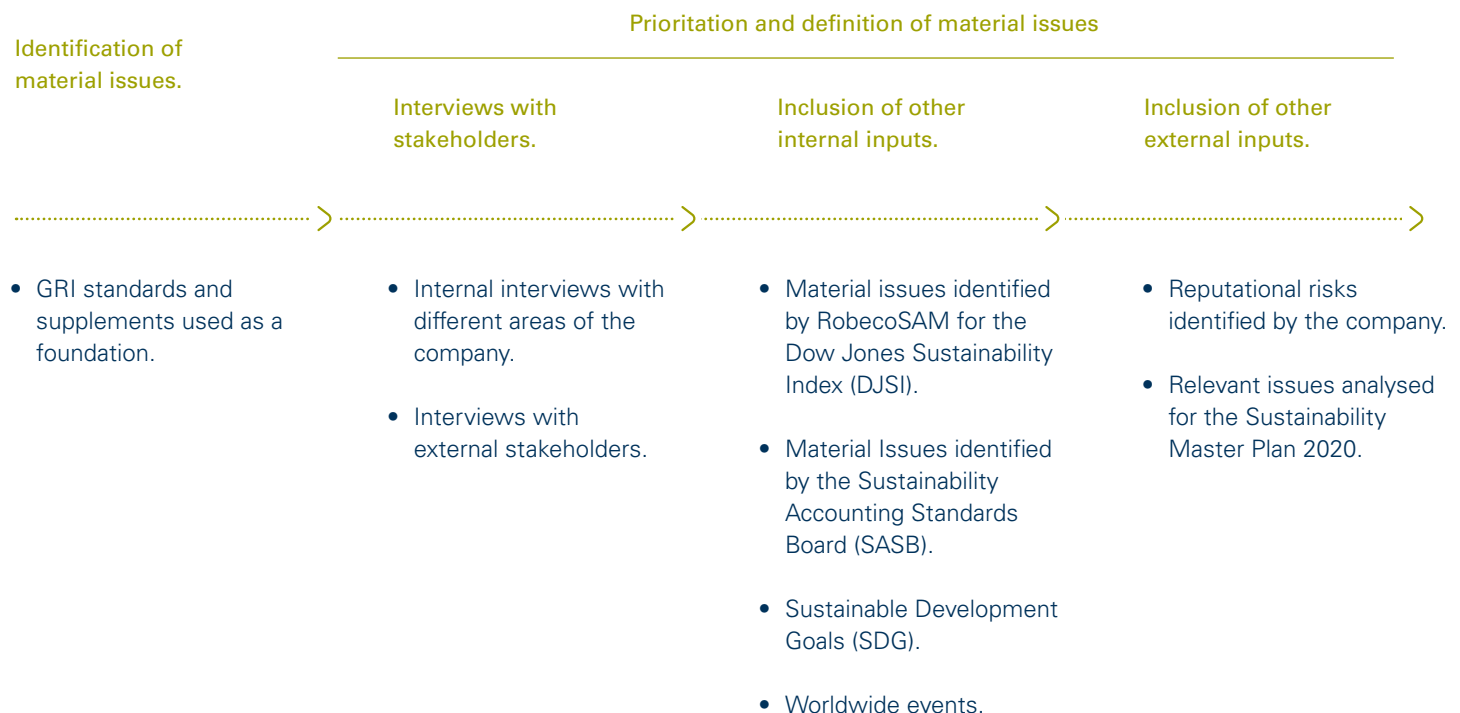 Identification of
material issues.
Prioritation and definition of material issues
Interviews with
stakeholders.
Inclusion of other
internal inputs.
Inclusion of other
external inputs.
• GRI standards and
supplements used as a
foundation.
• Internal interviews with
different areas of the
company.
• Interviews with
external stakeholders.
• Material issues identified
by RobecoSAM for the
Dow Jones Sustainability
Index (DJSI).
• Material Issues identified
by the Sustainability
Accounting Standards
Board (SASB).
• Sustainable Development
Goals (SDG).
• Worldwide events.
• Reputational risks
identified by the company.
• Relevant issues analysed
for the Sustainability
Master Plan 2020.